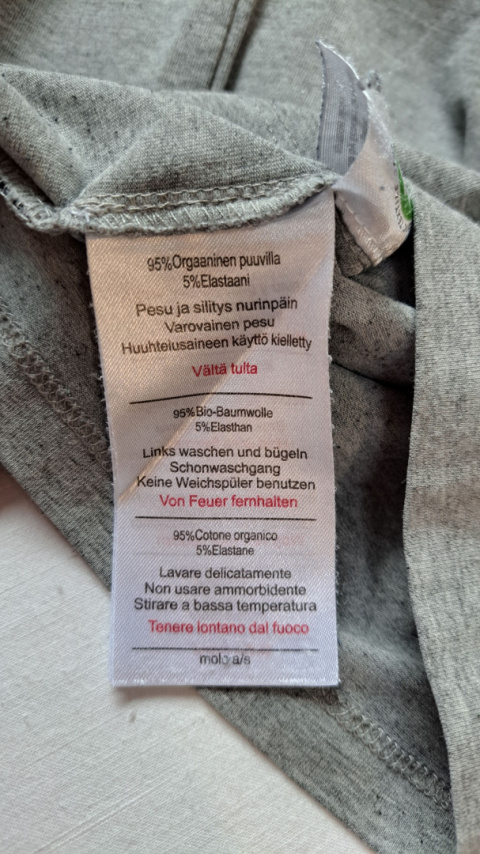 95%Orgaaninen puuvilla
5%Elastaani
Pesu ja silitys nurinpäin
Varovainen pesu
Huuhtelusaineen käyttö kielletty
Vältä tulta
95%Bio-Baumwolle
5%Elasthan
Links waschen und bügeln
Schonwaschgang
Keine Weichspüler benutzen
Von Feuer fernhalten
95%Cotone organico
5%Elastane
Lavare delicatamente
Non usare ammorbidente
Stirare a bassa temperatura
Tenere lontano dal fuoco
molo a/s